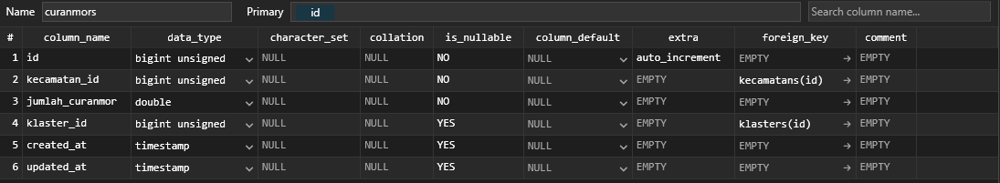 Name curanmors Primary id Search column name...
# column_name data_type character_set collation is_nullable column_default extra foreign_key comment
1 id bigint unsigned NULL NULL NO NULL auto_increment EMPTY → EMPTY
2 kecamatan_id bigint unsigned NULL NULL NO NULL EMPTY kecamatans(id) → EMPTY
3 jumlah_curanmor double NULL NULL NO NULL EMPTY EMPTY → EMPTY
4 klaster_id bigint unsigned NULL NULL YES NULL EMPTY klasters(id) → EMPTY
5 created_at timestamp NULL NULL YES NULL EMPTY EMPTY → EMPTY
6 updated_at timestamp NULL NULL YES NULL EMPTY EMPTY → EMPTY